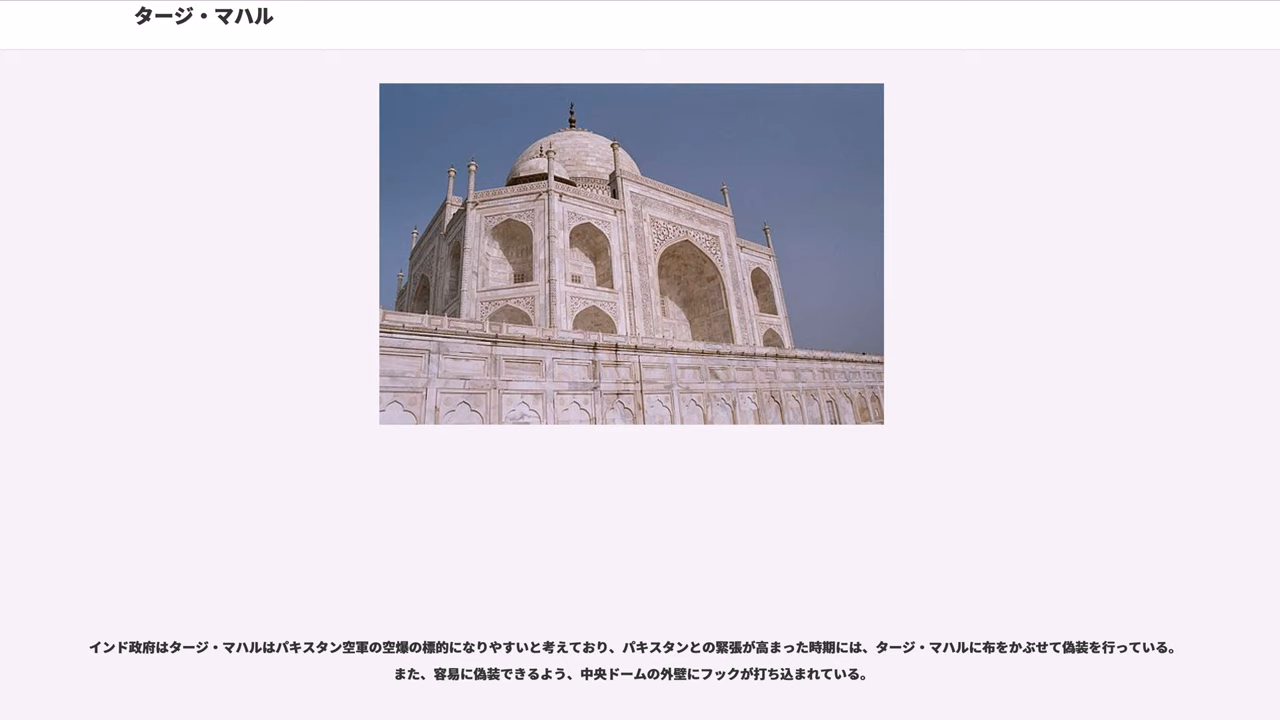 タージ・マハル
インド政府はタージ・マハルはパキスタン空軍の空爆の標的になりやすいと考えており、パキスタンとの緊張が高まった時期には、タージ・マハルに布をかぶせて偽装を行っている。
また、容易に偽装できるよう、中央ドームの外壁にフックが打ち込まれている。